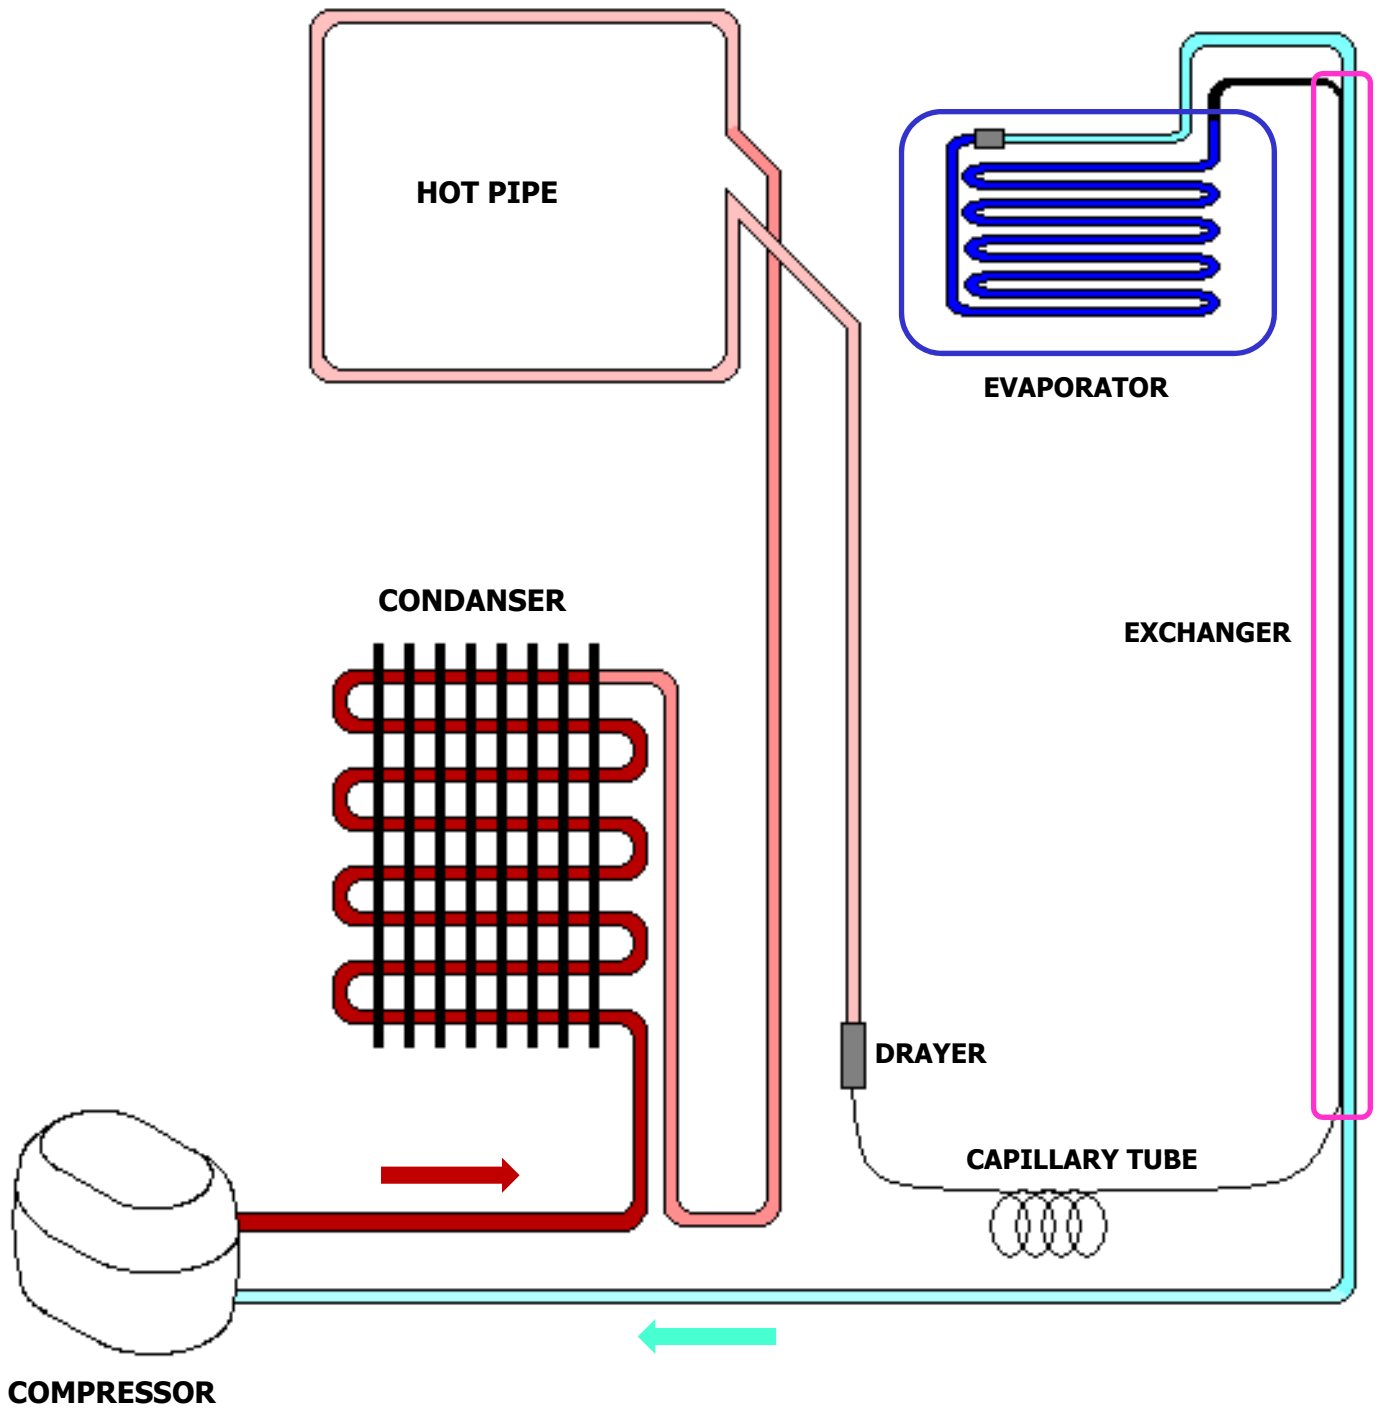 HOT PIPE
EVAPORATOR
CONDANSER
EXCHANGER
DRAYER
CAPILLARY TUBE
COMPRESSOR